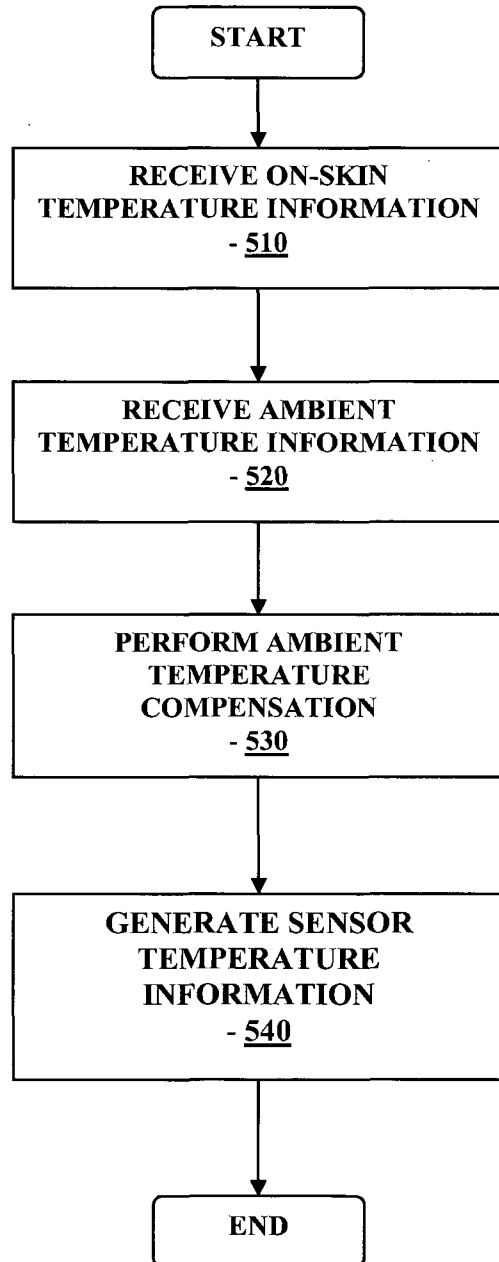 START
RECEIVE ON-SKIN
TEMPERATURE INFORMATION
- 510
RECEIVE AMBIENT
TEMPERATURE INFORMATION
- 520
PERFORM AMBIENT
TEMPERATURE
COMPENSATION
- 530
GENERATE SENSOR
TEMPERATURE
INFORMATION
- 540
END